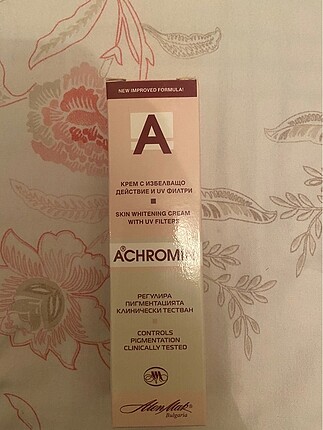 NEW IMPROVED FORMULA!
A
КРЕМ С ИЗБЕЛВАЩО
ДЕЙСТВИЕ И UV ФИЛТРИ
SKIN WHITENING CREAM
WITH UV FILTERS
ACHROMIN®
РЕГУЛИРА
ПИГМЕНТАЦИЯТА
КЛИНИЧЕСКИ ТЕСТВАН
CONTROLS
PIGMENTATION
CLINICALLY TESTED
AlenMak
Bulgaria